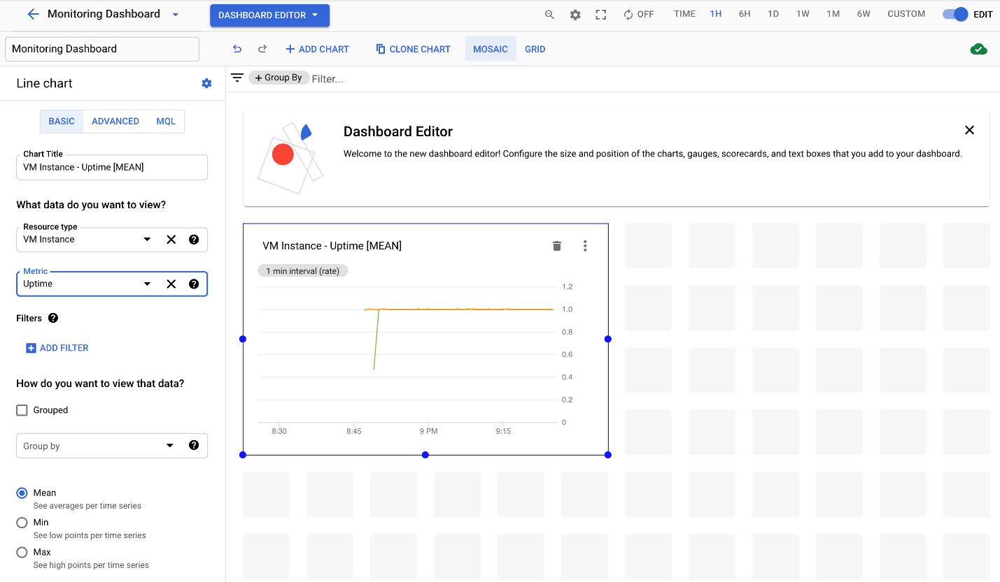 Monitoring Dashboard
DASHBOARD EDITOR
OFF
TIME
1H
6H
1D
1W
1M
6W
CUSTOM
EDIT
Monitoring Dashboard
ADD CHART
CLONE CHART
MOSAIC
GRID
Line chart
+ Group By
Filter...
BASIC
ADVANCED
MQL
Chart Title
VM Instance - Uptime [MEAN]
What data do you want to view?
Resource type
VM Instance
Metric
Uptime
Filters
ADD FILTER
How do you want to view that data?
Grouped
Group by
Mean
See averages per time series
Min
See low points per time series
Max
See high points per time series
Dashboard Editor
Welcome to the new dashboard editor! Configure the size and position of the charts, gauges, scorecards, and text boxes that you add to your dashboard.
VM Instance - Uptime [MEAN]
1 min interval (rate)
1.2
1.0
0.8
0.6
0.4
0.2
0
8:30
8:45
9 PM
9:15